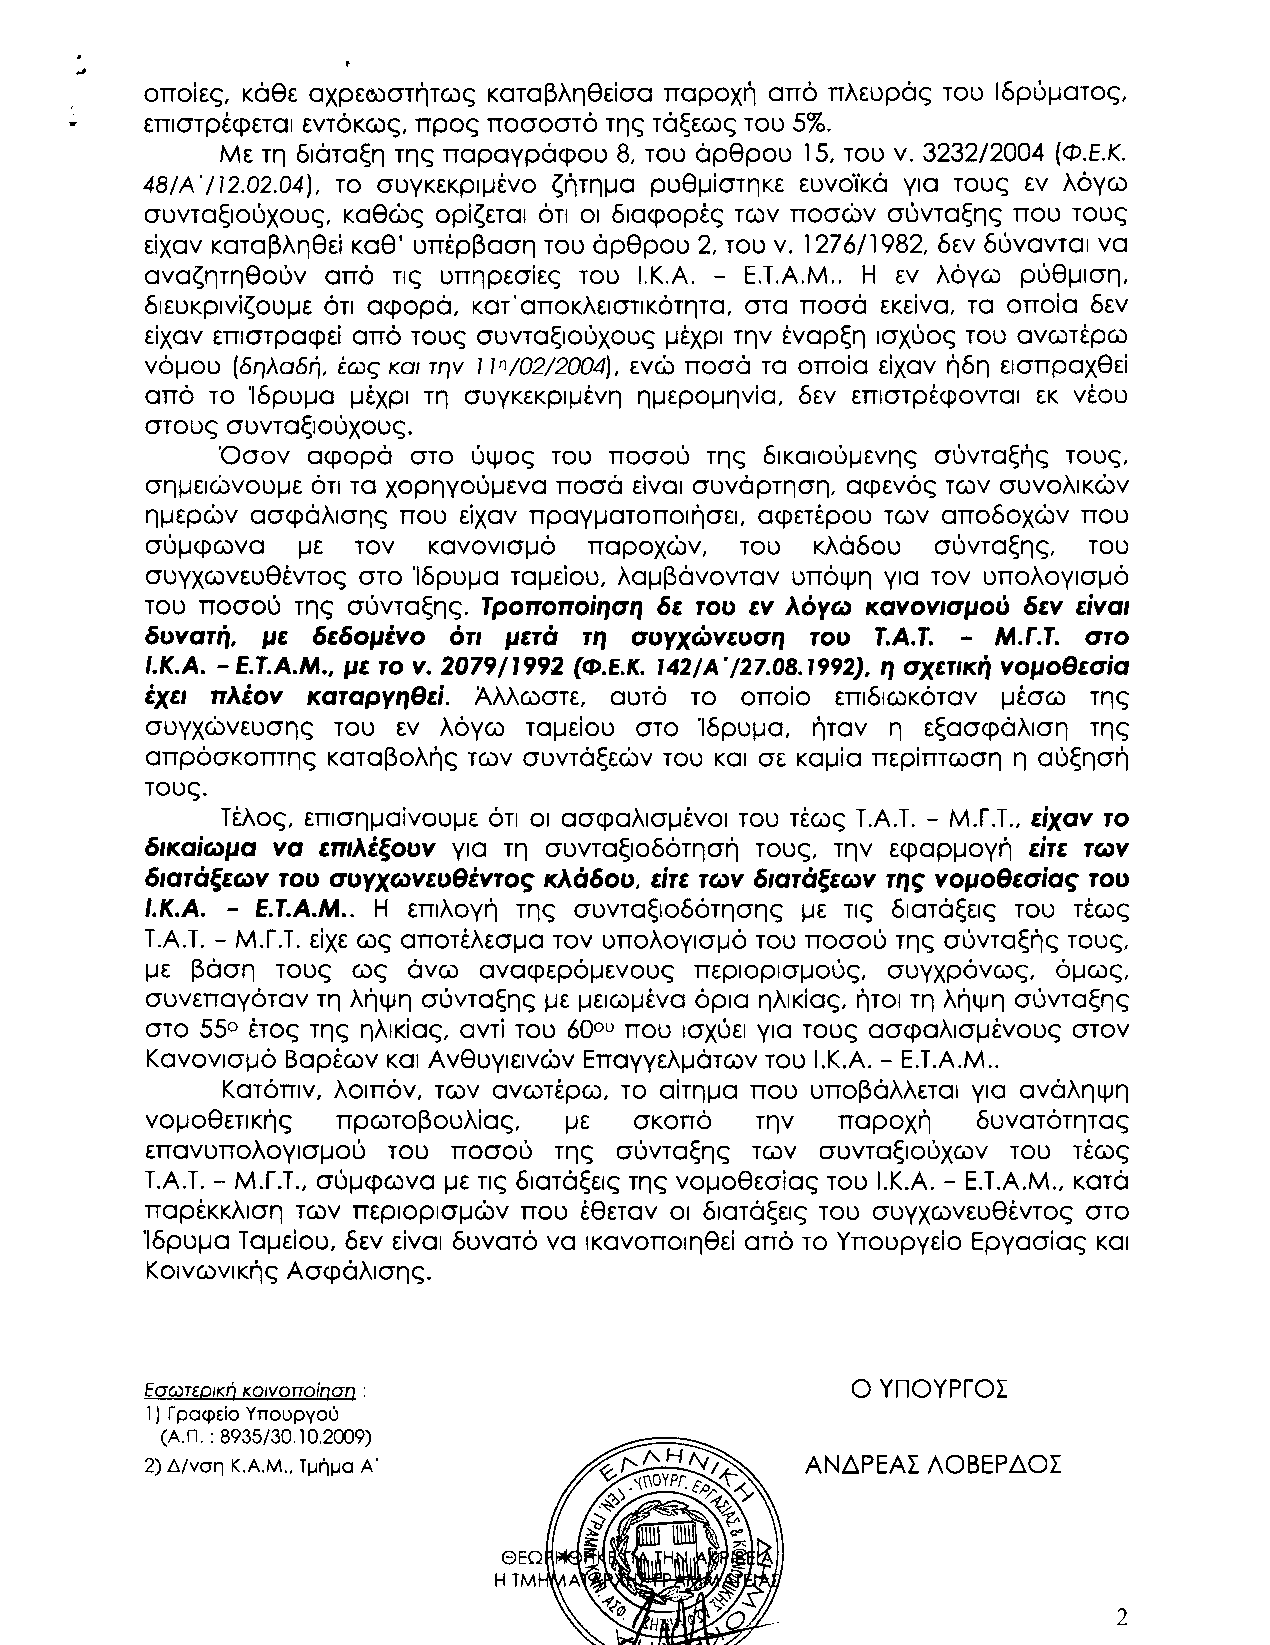 οποίες, κάθε αχρεωστήτως καταβληθείσα παροχή από πλευράς του Ιδρύματος,
επιστρέφεται εντόκως, προς ποσοστό της τάξεως του 5%.
Με τη διάταξη της παραγράφου 8, του άρθρου 15, του ν. 3232/2004 (Φ.Ε.Κ.
48/Α΄/12.02.04), το συγκεκριμένο ζήτημα ρυθμίστηκε ευνοϊκά για τους εν λόγω
συνταξιούχους, καθώς ορίζεται ότι οι διαφορές των ποσών σύνταξης που τους
είχαν καταβληθεί καθ' υπέρβαση του άρθρου 2, του ν. 1276/1982, δεν δύνανται να
αναζητηθούν από τις υπηρεσίες του Ι.Κ.Α. – Ε.Τ.Α.Μ.. Η εν λόγω ρύθμιση,
διευκρινίζουμε ότι αφορά, κατ΄αποκλειστικότητα, στα ποσά εκείνα, τα οποία δεν
είχαν επιστραφεί από τους συνταξιούχους μέχρι την έναρξη ισχύος του ανωτέρω
νόμου (δηλαδή, έως και την 11η/02/2004), ενώ ποσά τα οποία είχαν ήδη εισπραχθεί
από το Ίδρυμα μέχρι τη συγκεκριμένη ημερομηνία, δεν επιστρέφονται εκ νέου
στους συνταξιούχους.
Όσον αφορά στο ύψος του ποσού της δικαιούμενης σύνταξής τους,
σημειώνουμε ότι τα χορηγούμενα ποσά είναι συνάρτηση, αφενός των συνολικών
ημερών ασφάλισης που είχαν πραγματοποιήσει, αφετέρου των αποδοχών που
σύμφωνα με τον κανονισμό παροχών, του κλάδου σύνταξης, του
συγχωνευθέντος στο Ίδρυμα ταμείου, λαμβάνονταν υπόψη για τον υπολογισμό
του ποσού της σύνταξης. Τροποποίηση δε του εν λόγω κανονισμού δεν είναι
δυνατή, με δεδομένο ότι μετά τη συγχώνευση του Τ.Α.Τ. – Μ.Γ.Τ. στο
Ι.Κ.Α. – Ε.Τ.Α.Μ., με το ν. 2079/1992 (Φ.Ε.Κ. 142/Α΄/27.08.1992), η σχετική νομοθεσία
έχει πλέον καταργηθεί. Άλλωστε, αυτό το οποίο επιδιωκόταν μέσω της
συγχώνευσης του εν λόγω ταμείου στο Ίδρυμα, ήταν η εξασφάλιση της
απρόσκοπτης καταβολής των συντάξεών του και σε καμία περίπτωση η αύξησή
τους.
Τέλος, επισημαίνουμε ότι οι ασφαλισμένοι του τέως Τ.Α.Τ. – Μ.Γ.Τ., είχαν το
δικαίωμα να επιλέξουν για τη συνταξιοδότησή τους, την εφαρμογή είτε των
διατάξεων του συγχωνευθέντος κλάδου, είτε των διατάξεων της νομοθεσίας του
Ι.Κ.Α. – Ε.Τ.Α.Μ.. Η επιλογή της συνταξιοδότησης με τις διατάξεις του τέως
Τ.Α.Τ. – Μ.Γ.Τ. είχε ως αποτέλεσμα τον υπολογισμό του ποσού της σύνταξής τους,
με βάση τους ως άνω αναφερόμενους περιορισμούς, συγχρόνως, όμως,
συνεπαγόταν τη λήψη σύνταξης με μειωμένα όρια ηλικίας, ήτοι τη λήψη σύνταξης
στο 55ο έτος της ηλικίας, αντί του 60ου που ισχύει για τους ασφαλισμένους στον
Κανονισμό Βαρέων και Ανθυγιεινών Επαγγελμάτων του Ι.Κ.Α. – Ε.Τ.Α.Μ..
Κατόπιν, λοιπόν, των ανωτέρω, το αίτημα που υποβάλλεται για ανάληψη
νομοθετικής πρωτοβουλίας, με σκοπό την παροχή δυνατότητας
επανυπολογισμού του ποσού της σύνταξης των συνταξιούχων του τέως
Τ.Α.Τ. – Μ.Γ.Τ., σύμφωνα με τις διατάξεις της νομοθεσίας του Ι.Κ.Α. – Ε.Τ.Α.Μ., κατά
παρέκκλιση των περιορισμών που έθεταν οι διατάξεις του συγχωνευθέντος στο
Ίδρυμα Ταμείου, δεν είναι δυνατό να ικανοποιηθεί από το Υπουργείο Εργασίας και
Κοινωνικής Ασφάλισης.
Εσωτερική κοινοποίηση :
Ο ΥΠΟΥΡΓΟΣ
1) Γραφείο Υπουργού
(Α.Π. : 8935/30.10.2009)
2) Δ/νση Κ.Α.Μ., Τμήμα Α΄
ΑΝΔΡΕΑΣ ΛΟΒΕΡΔΟΣ
ΕΛΛΗΝΙΚΗ
2